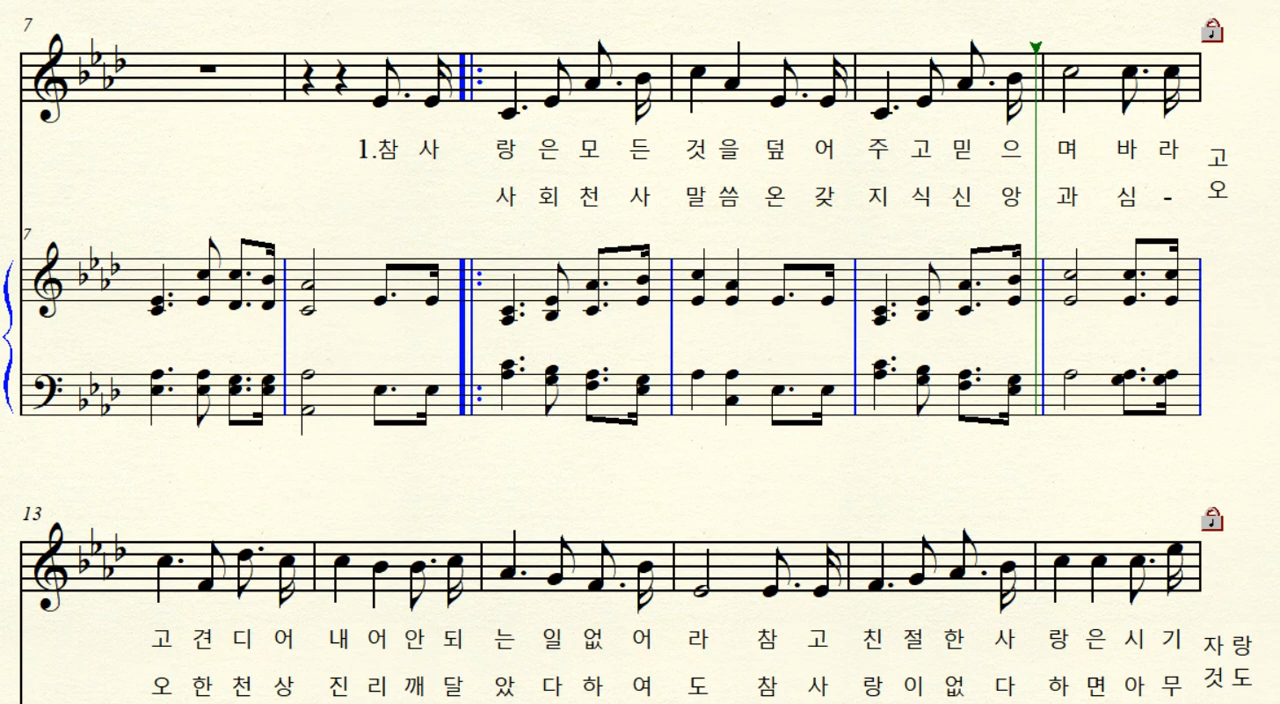 7
1.참 사 랑 은 모 든 것 을 덮 어 주 고 믿 으 며 바 라 고
사 회 천 사 말 씀 온 갖 지 식 신 앙 과 심 - 오
7
13
고 견 디 어 내 어 안 되 는 일 없 어 라 참 고 친 절 한 사 랑 은 시 기 자 랑
오 한 천 상 진 리 깨 달 았 다 하 여 도 참 사 랑 이 없 다 하 면 아 무 것 도